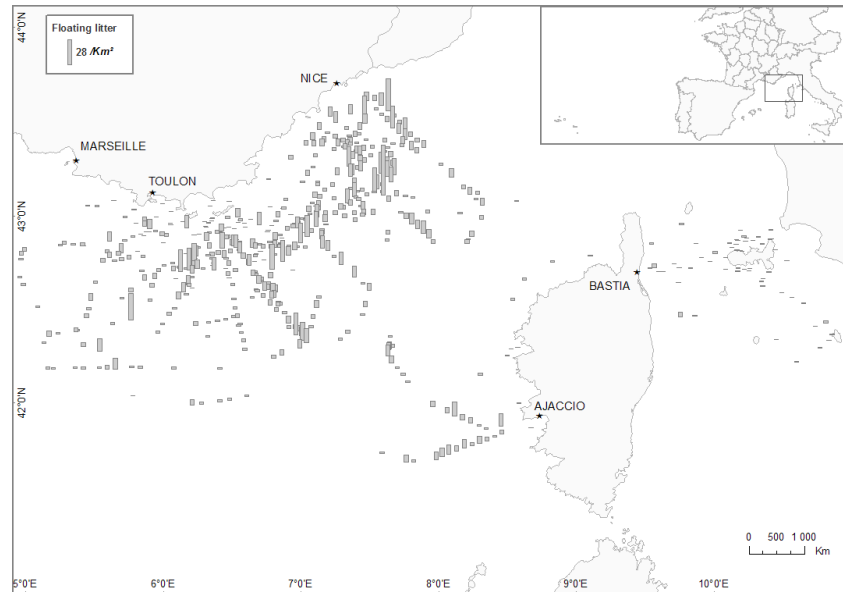 44°0'N
Floating litter
28 /Km²
NICE
MARSEILLE
TOULON
43°0'N
BASTIA
42°0'N
AJACCIO
0 500 1 000
Km
5°0'E 6°0'E 7°0'E 8°0'E 9°0'E 10°0'E